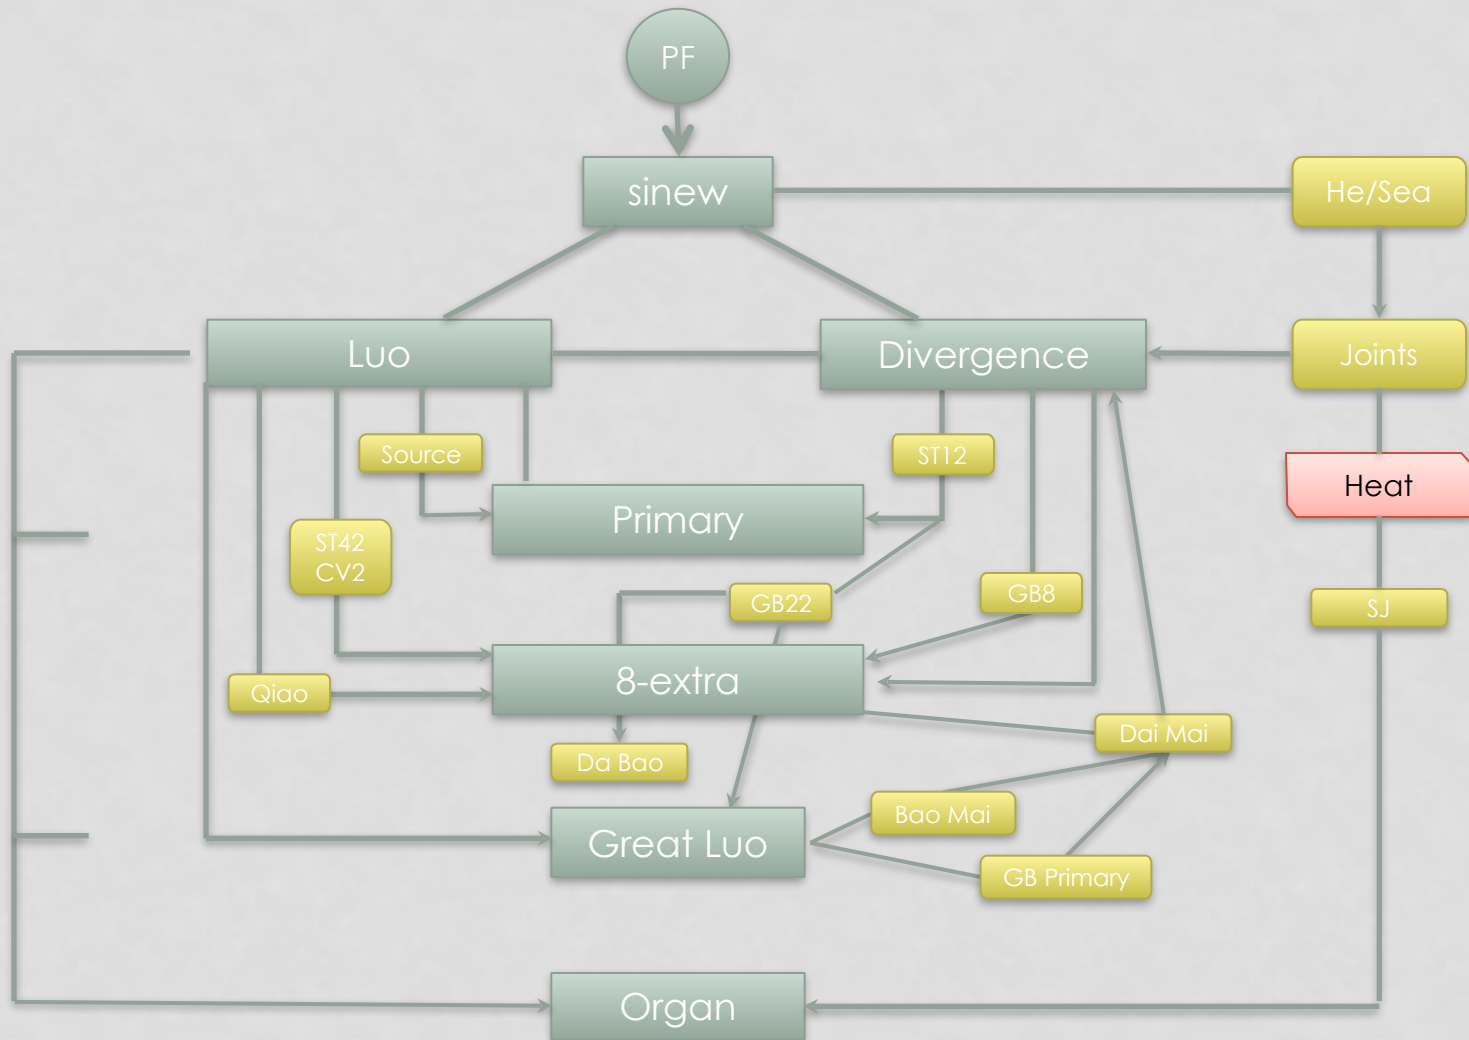 PF
sinew
He/Sea
Luo
Divergence
Joints
Source
ST12
Heat
Primary
ST42
CV2
GB22
GB8
SJ
8-extra
Qiao
Dai Mai
Da Bao
Bao Mai
Great Luo
GB Primary
Organ